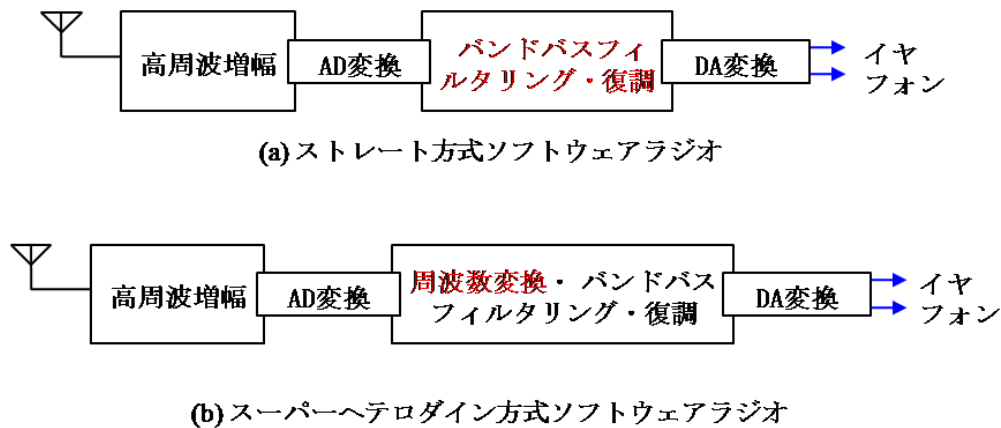 高周波増幅
AD変換
バンドバスフィ
ルタリング・復調
DA変換
イヤ
フォン
(a) ストレート方式ソフトウェアラジオ
高周波増幅
AD変換
周波数変換・ バンドバス
フィルタリング・復調
DA変換
イヤ
フォン
(b) スーパーヘテロダイン方式ソフトウェアラジオ